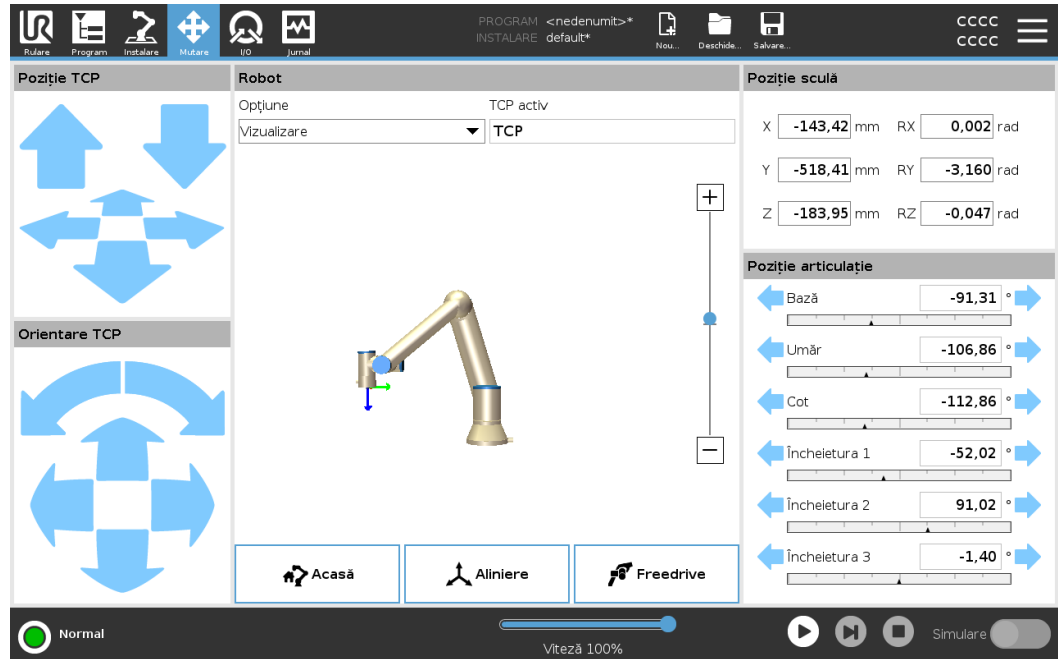 PROGRAM <nedenumit>*
INSTALARE default*
Rulare Program Instalare Mutare I/O Jurnal Nou... Deschide... Salvare...
CCCC
CCCC
Poziție TCP
Orientare TCP
Robot
Opțiune TCP activ
Vizualizare TCP
Acasă Aliniere Freedrive
Poziție sculă
X -143,42 mm RX 0,002 rad
Y -518,41 mm RY -3,160 rad
Z -183,95 mm RZ -0,047 rad
Poziție articulație
Bază -91,31 °
Umăr -106,86 °
Cot -112,86 °
Încheietura 1 -52,02 °
Încheietura 2 91,02 °
Încheietura 3 -1,40 °
Normal
Viteză 100%
Simulare